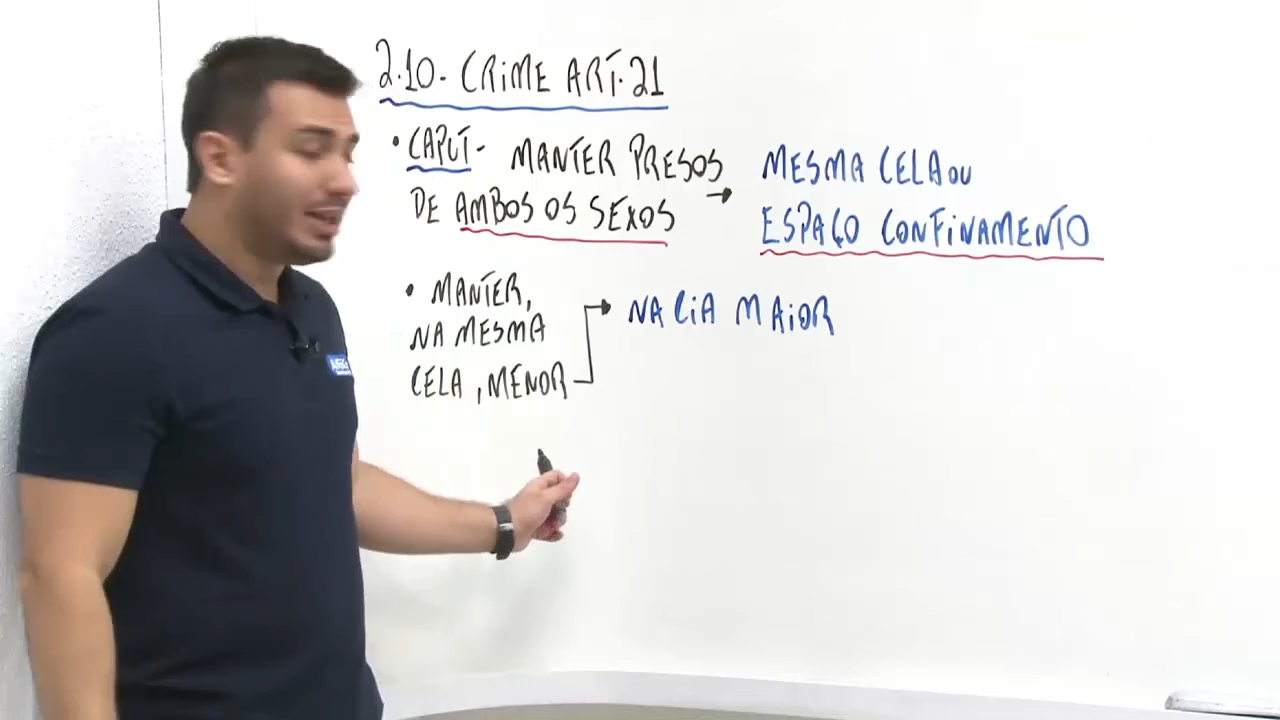 2.10. CRIME ART. 21
• CAPUT - MANTER PRESOS
DE AMBOS OS SEXOS → MESMA CELA OU
ESPAÇO CONFINAMENTO
• MANTER,
NA MESMA
CELA, MENOR
NA CIA MAIOR